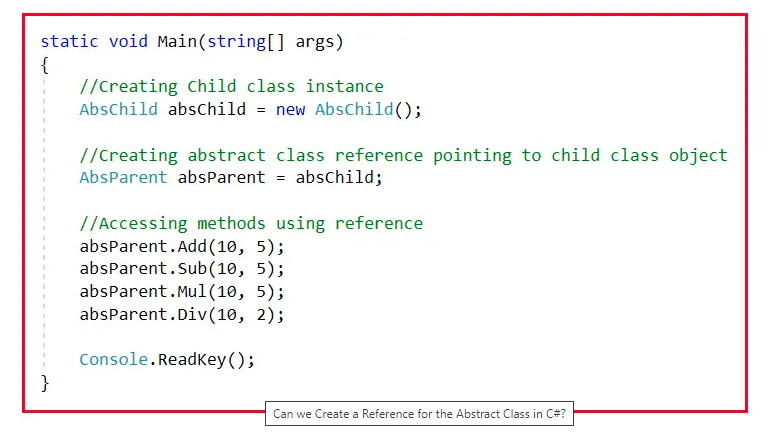 static void Main(string[] args)
{
//Creating Child class instance
AbsChild absChild = new AbsChild();
//Creating abstract class reference pointing to child class object
AbsParent absParent = absChild;
//Accessing methods using reference
absParent.Add(10, 5);
absParent.Sub(10, 5);
absParent.Mul(10, 5);
absParent.Div(10, 2);
Console.ReadKey();
}
Can we Create a Reference for the Abstract Class in C#?